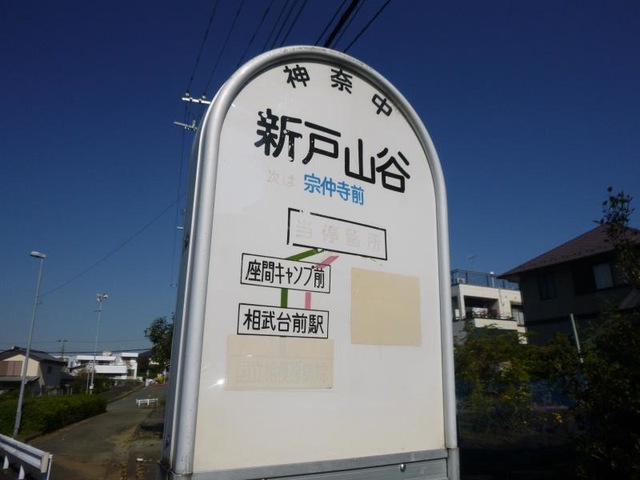 神奈中
新戸山谷
次は 宗仲寺前
当停留所
座間キャンプ前
相武台前駅